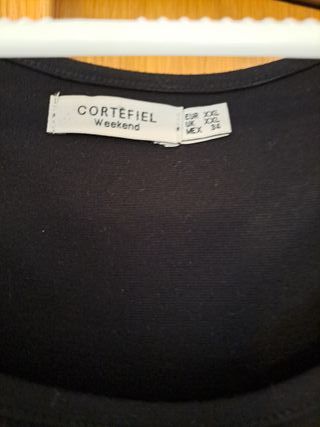 CORTEFIEL
Weekend
EUR XXL
UK XXL
MEX 34